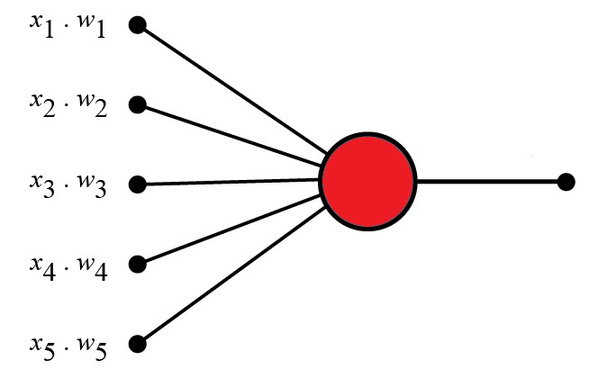 x1 . w1
x2 . w2
x3 . w3
x4 . w4
x5 . w5